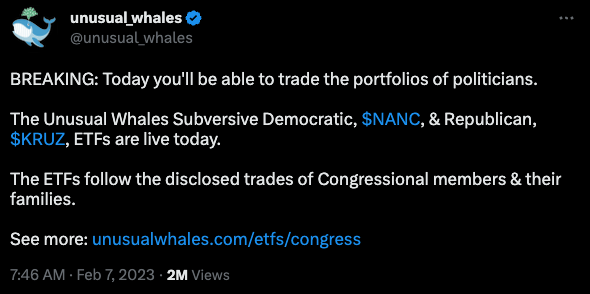 unusual_whales
@unusual_whales
BREAKING: Today you'll be able to trade the portfolios of politicians.
The Unusual Whales Subversive Democratic, $NANC, & Republican,
$KRUZ, ETFs are live today.
The ETFs follow the disclosed trades of Congressional members & their
families.
See more: unusualwhales.com/etfs/congress
7:46 AM · Feb 7, 2023 · 2M Views